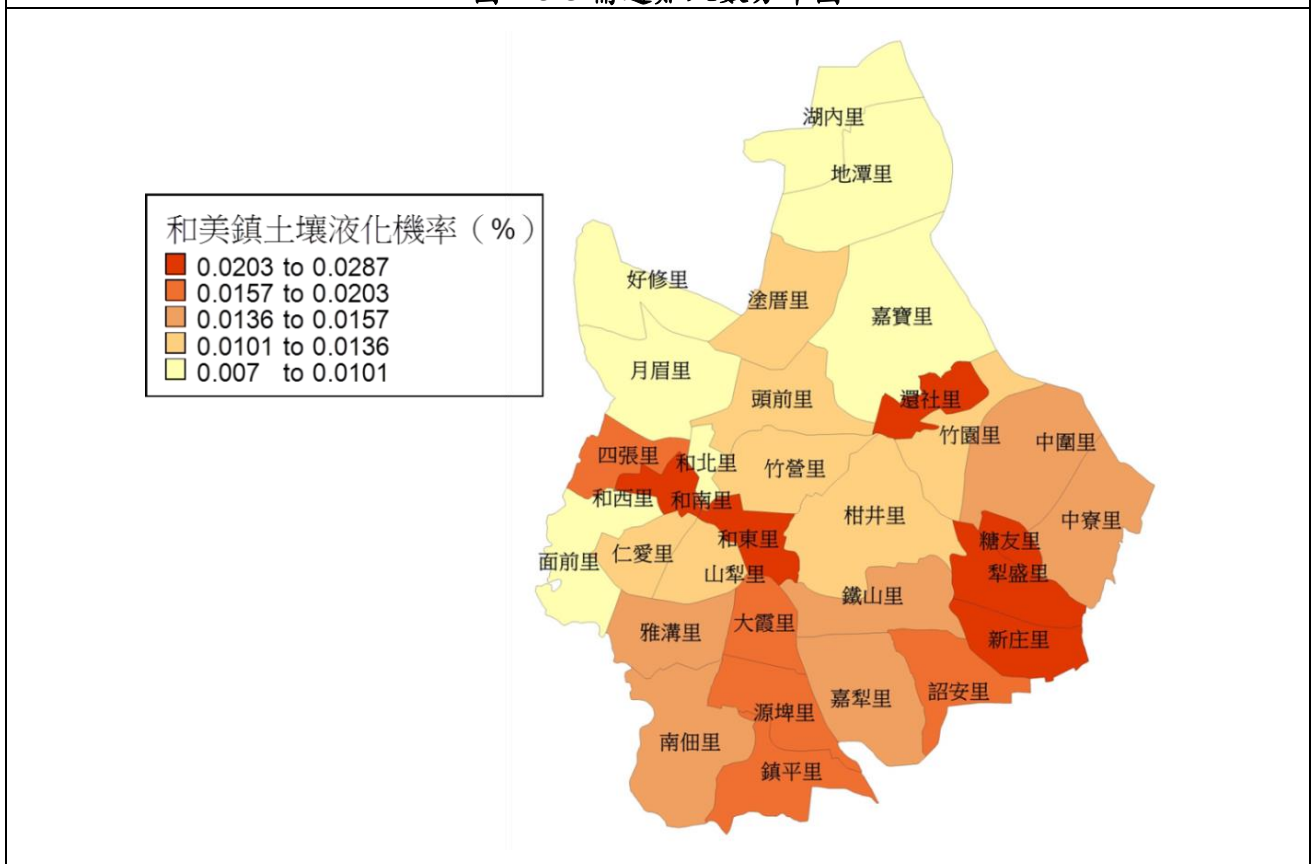 和美鎮土壤液化機率（%）
0.0203 to 0.0287
0.0157 to 0.0203
0.0136 to 0.0157
0.0101 to 0.0136
0.007 to 0.0101
湖內里
地潭里
好修里
塗厝里
嘉寶里
月眉里
頭前里
還社里
竹園里
中圍里
四張里
和北里
竹營里
和西里
和南里
柑井里
中寮里
和東里
糖友里
面前里
仁愛里
山犁里
犁盛里
鐵山里
雅溝里
大霞里
新庄里
嘉犁里
詔安里
源埤里
南佃里
鎮平里